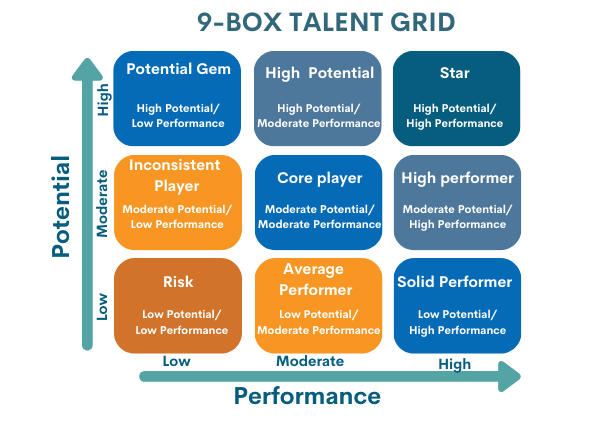 9-BOX TALENT GRID
Potential Gem
High Potential/
Low Performance
High Potential
High Potential/
Moderate Performance
Star
High Potential/
High Performance
High
Inconsistent
Player
Moderate Potential/
Low Performance
Core player
Moderate Potential/
Moderate Performance
High performer
Moderate Potential/
High Performance
Moderate
Potential
Risk
Low Potential/
Low Performance
Average
Performer
Low Potential/
Moderate Performance
Solid Performer
Low Potential/
High Performance
Low
Low
Moderate
High
Performance